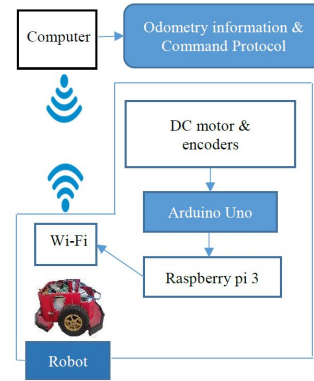 Computer
Odometry information &
Command Protocol
DC motor &
encoders
Arduino Uno
Wi-Fi
Raspberry pi 3
Robot